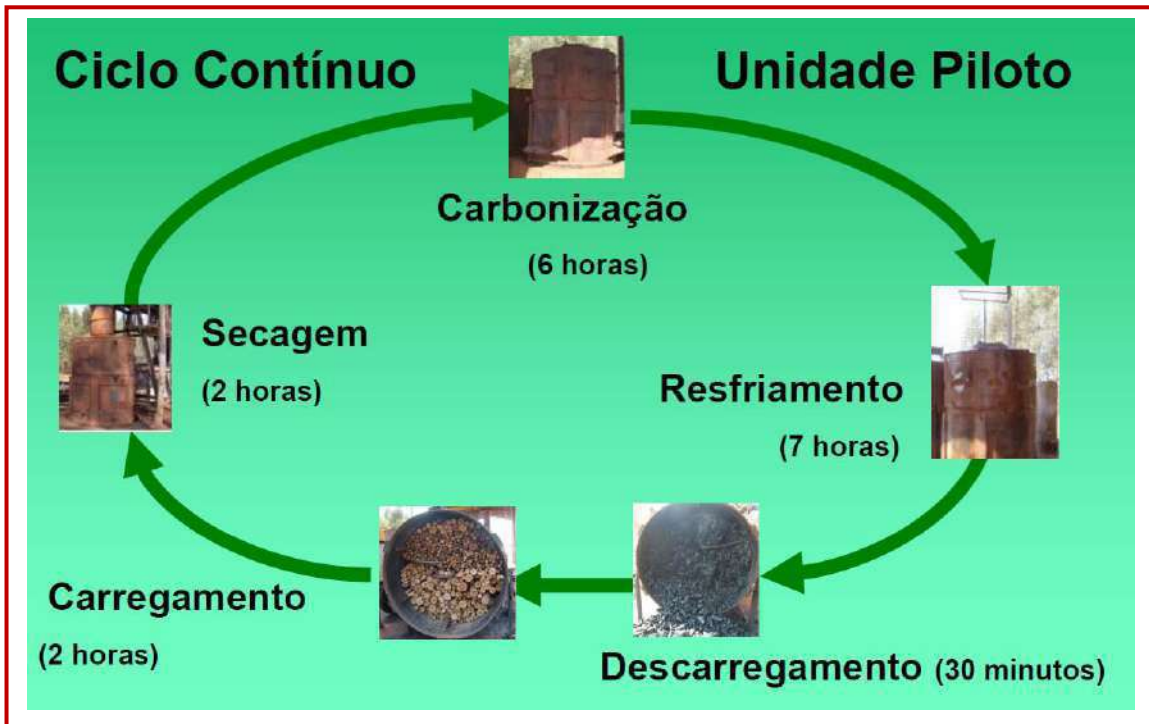 Ciclo Contínuo
Unidade Piloto
Carbonização
(6 horas)
Secagem
(2 horas)
Resfriamento
(7 horas)
Carregamento
(2 horas)
Descarregamento (30 minutos)